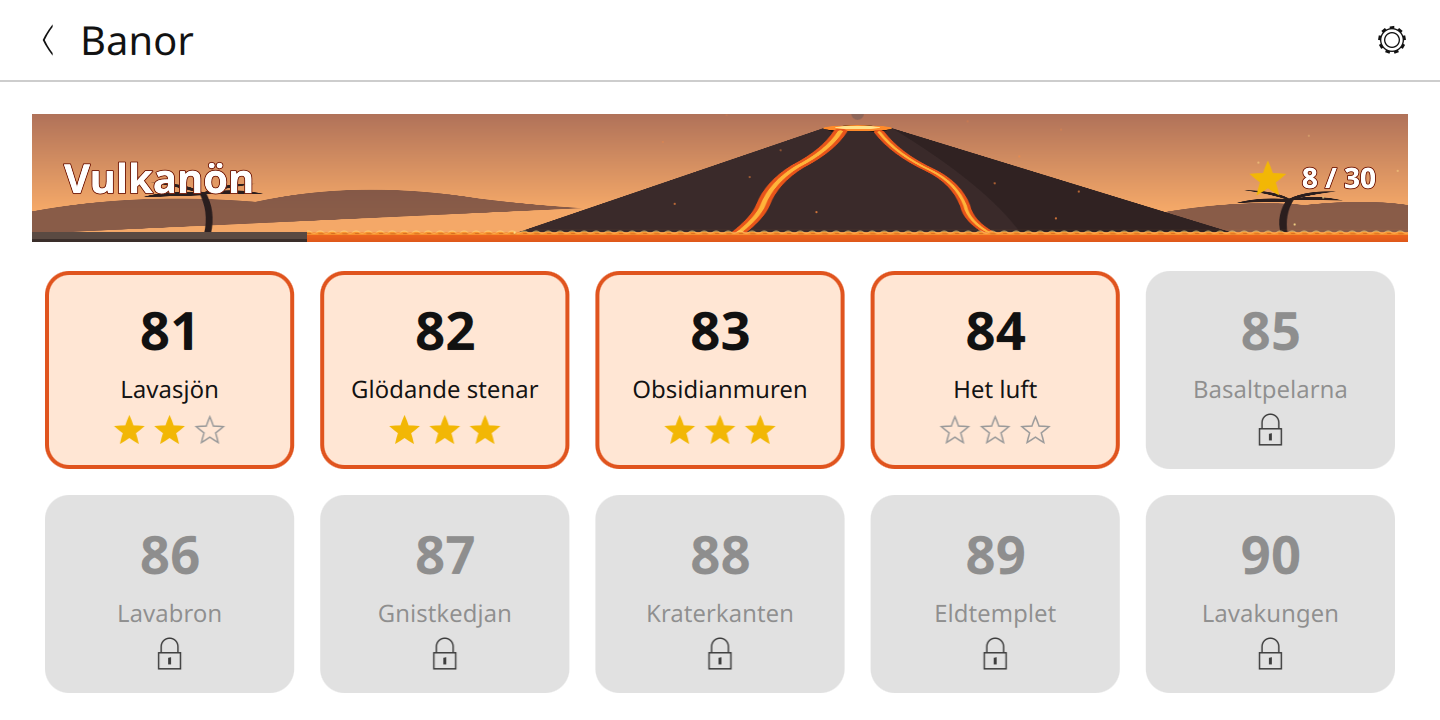 Banor
Vulkanön
8 / 30
81
Lavasjön
82
Glödande stenar
83
Obsidianmuren
84
Het luft
85
Basaltpelarna
86
Lavabron
87
Gnistkedjan
88
Kraterkanten
89
Eldtemplet
90
Lavakungen